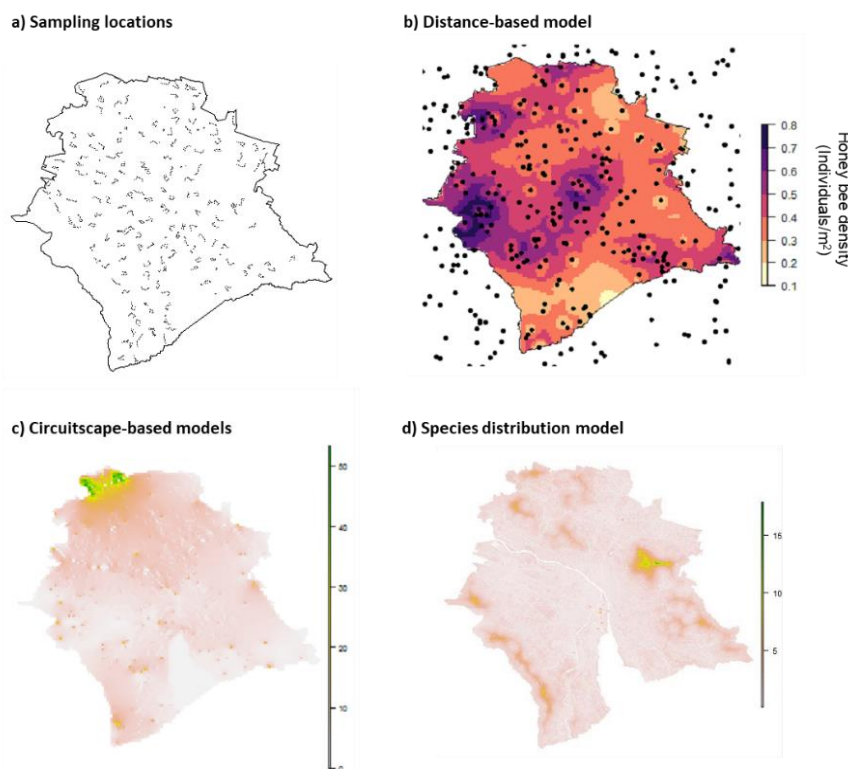 a) Sampling locations
b) Distance-based model
0.8
0.7
0.6
0.5
0.4
0.3
0.2
0.1
Honey bee density
(Individuals/m²)
c) Circuitscape-based models
50
40
30
20
10
0
d) Species distribution model
15
10
5